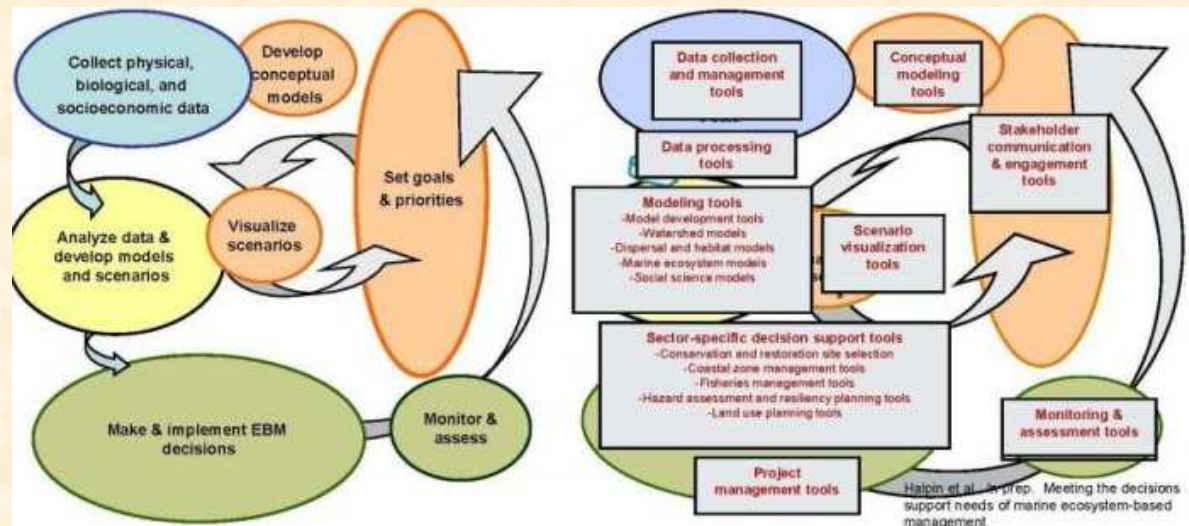 Collect physical,
biological, and
socioeconomic data
Develop
conceptual
models
Set goals
& priorities
Visualize
scenarios
Analyze data &
develop models
and scenarios
Make & implement EBM
decisions
Monitor &
assess
Data collection
and management
tools
Conceptual
modeling
tools
Data processing
tools
Stakeholder
communication
& engagement
tools
Modeling tools
-Model development tools
-Watershed models
-Dispersal and habitat models
-Marine ecosystem models
-Social science models
Scenario
visualization
tools
Sector-specific decision support tools
-Conservation and restoration site selection
-Coastal zone management tools
-Fisheries management tools
-Hazard assessment and resiliency planning tools
-Land use planning tools
Monitoring &
assessment tools
Project
management tools
Halpin et al. In prep. Meeting the decisions
support needs of marine ecosystem-based
management